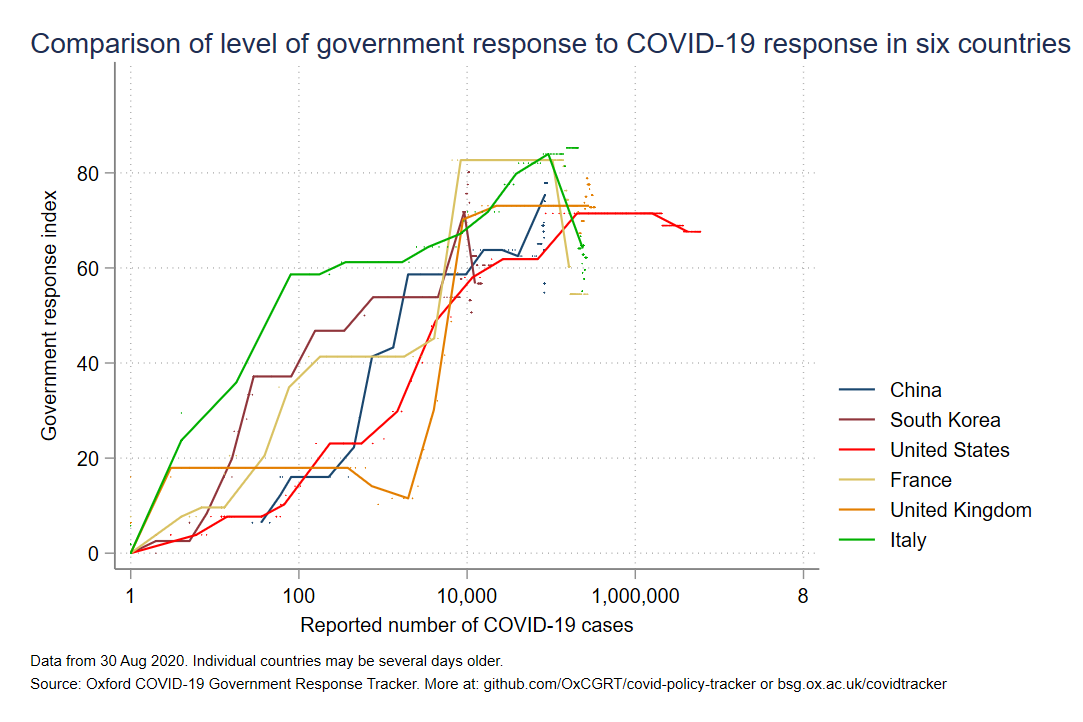 Comparison of level of government response to COVID-19 response in six countries
Government response index
80
60
40
20
0
1
100
10,000
1,000,000
8
Reported number of COVID-19 cases
China
South Korea
United States
France
United Kingdom
Italy
Data from 30 Aug 2020. Individual countries may be several days older.
Source: Oxford COVID-19 Government Response Tracker. More at: github.com/OxCGRT/covid-policy-tracker or bsg.ox.ac.uk/covidtracker